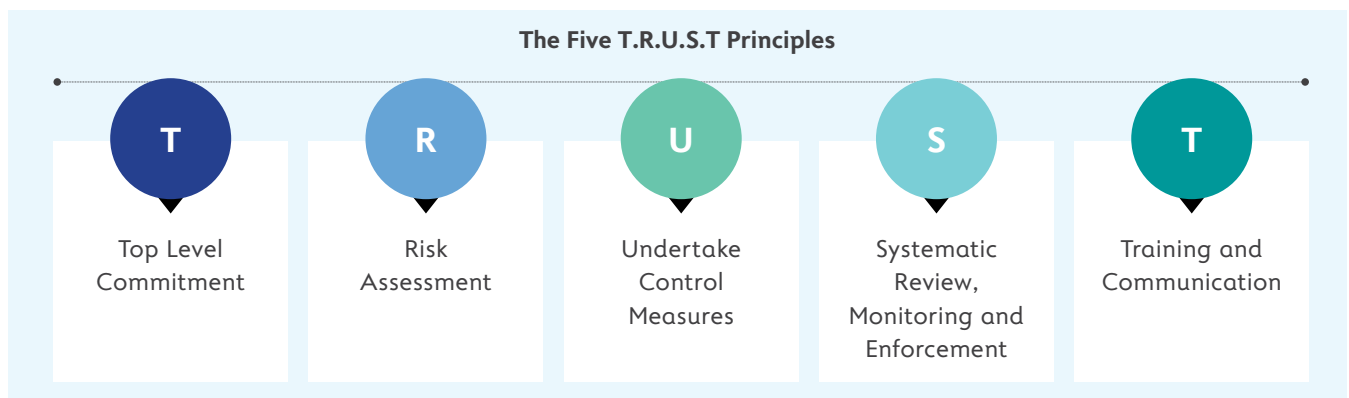 The Five T.R.U.S.T Principles
T
Top Level
Commitment
R
Risk
Assessment
U
Undertake
Control
Measures
S
Systematic
Review,
Monitoring and
Enforcement
T
Training and
Communication